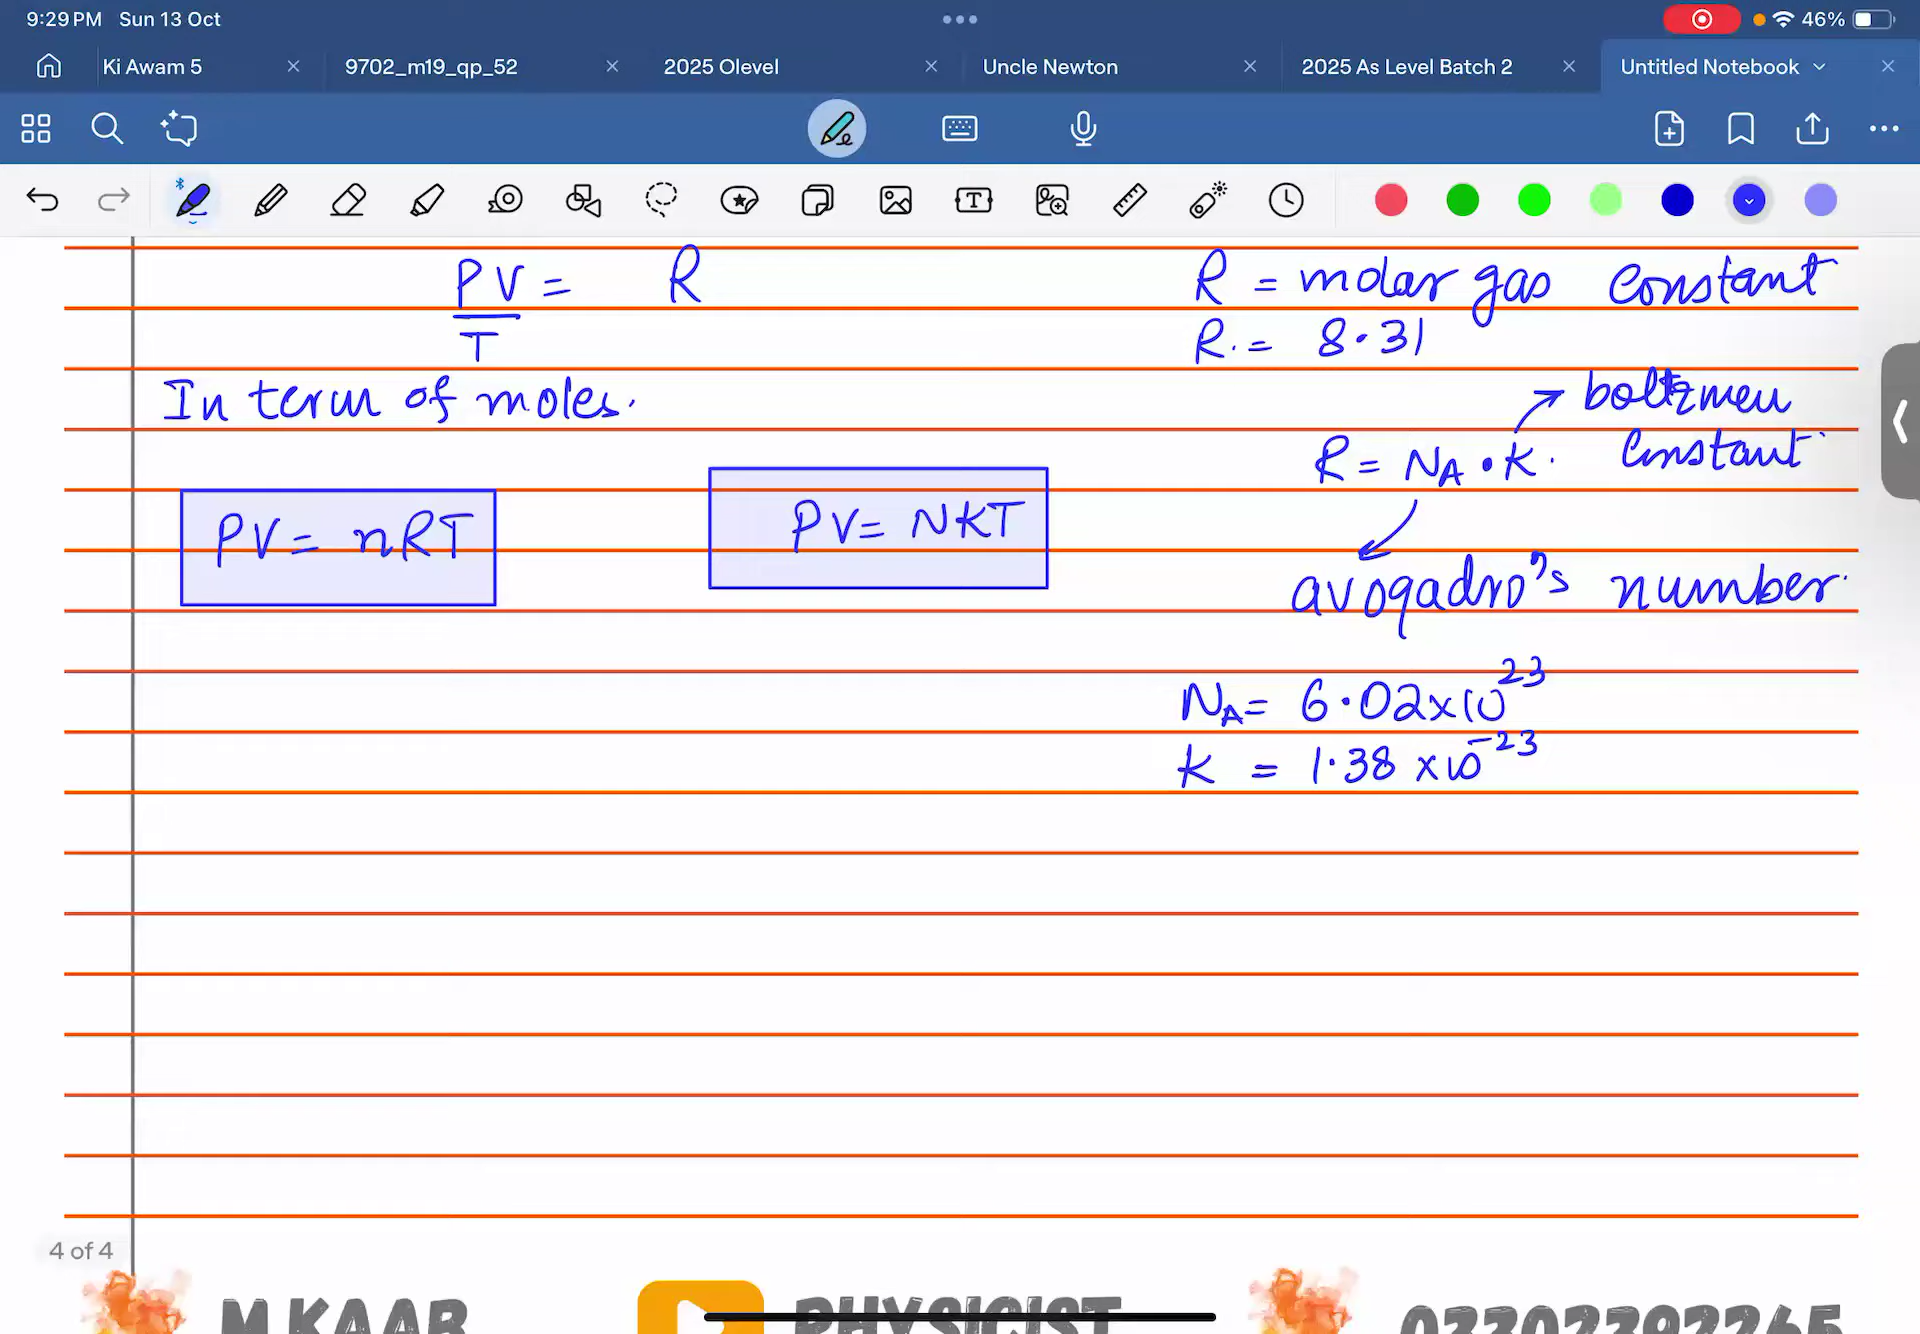 9:29 PM Sun 13 Oct
46%
Ki Awam 5
9702_m19_qp_52
2025 Olevel
Uncle Newton
2025 As Level Batch 2
Untitled Notebook
PV = R
T
R = molar gas constant
R = 8.31
In term of moles.
boltzmen
constant
R = NA • K.
PV = nRT
PV = NKT
avogadro's number
NA = 6.02x10^23
k = 1.38 x10^-23
4 of 4
M KAAB
PHYSICIST
03302392265